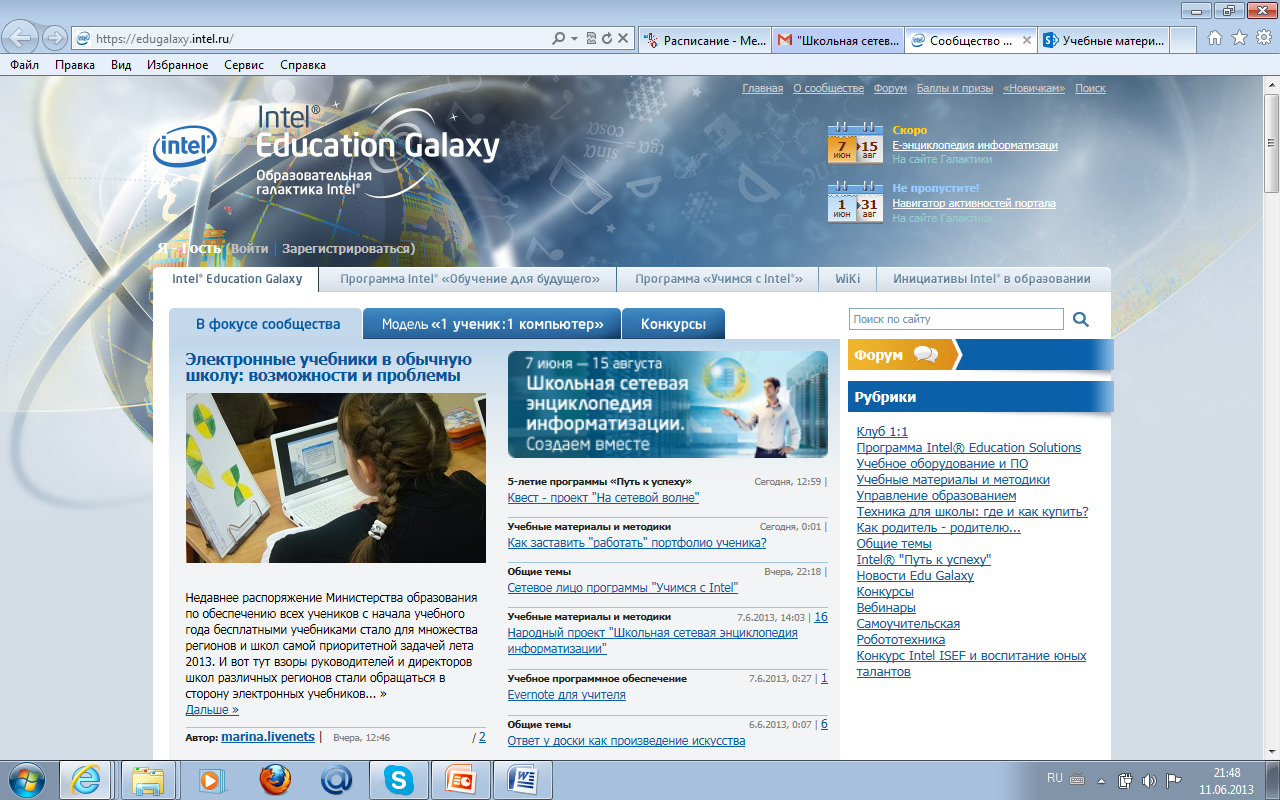 https://edugalaxy.intel.ru/
Расписание - Ме...
"Школьная сетев...
Сообщество ...
Учебные матери...
Файл Правка Вид Избранное Сервис Справка
Главная О сообществе Форум Баллы и призы «Новичкам» Поиск
intel
Intel®
Education Galaxy
Образовательная
галактика Intel®
7 июн 15 авг
Скоро
Е-энциклопедия информатизаци
На сайте Галактики
1 июн 31 авг
Не пропустите!
Навигатор активностей портала
На сайте Галактики
Я – Гость (Войти | Зарегистрироваться)
Intel® Education Galaxy Программа Intel® «Обучение для будущего» Программа «Учимся с Intel®» WiKi Инициативы Intel® в образовании
В фокусе сообщества Модель «1 ученик:1 компьютер» Конкурсы
Поиск по сайту
Электронные учебники в обычную
школу: возможности и проблемы
Недавнее распоряжение Министерства образования
по обеспечению всех учеников с начала учебного
года бесплатными учебниками стало для множества
регионов и школ самой приоритетной задачей лета
2013. И вот тут взоры руководителей и директоров
школ различных регионов стали обращаться в
сторону электронных учебников... »
Дальше »
Автор: marina.livenets | Вчера, 12:46 / 2
7 июня — 15 августа
Школьная сетевая
энциклопедия
информатизации.
Создаем вместе
5-летие программы «Путь к успеху» Сегодня, 12:59 |
Квест - проект "На сетевой волне"
Учебные материалы и методики Сегодня, 0:01 |
Как заставить "работать" портфолио ученика?
Общие темы Вчера, 22:18 |
Сетевое лицо программы "Учимся с Intel"
Учебные материалы и методики 7.6.2013, 14:03 | 16
Народный проект "Школьная сетевая энциклопедия
информатизации"
Учебное программное обеспечение 7.6.2013, 0:27 | 1
Evernote для учителя
Общие темы 6.6.2013, 0:07 | 6
Ответ у доски как произведение искусства
Форум
Рубрики
Клуб 1:1
Программа Intel® Education Solutions
Учебное оборудование и ПО
Учебные материалы и методики
Управление образованием
Техника для школы: где и как купить?
Как родитель - родителю...
Общие темы
Intel® "Путь к успеху"
Новости Edu Galaxy
Конкурсы
Вебинары
Самоучительская
Робототехника
Конкурс Intel ISEF и воспитание юных
талантов
RU
21:48
11.06.2013